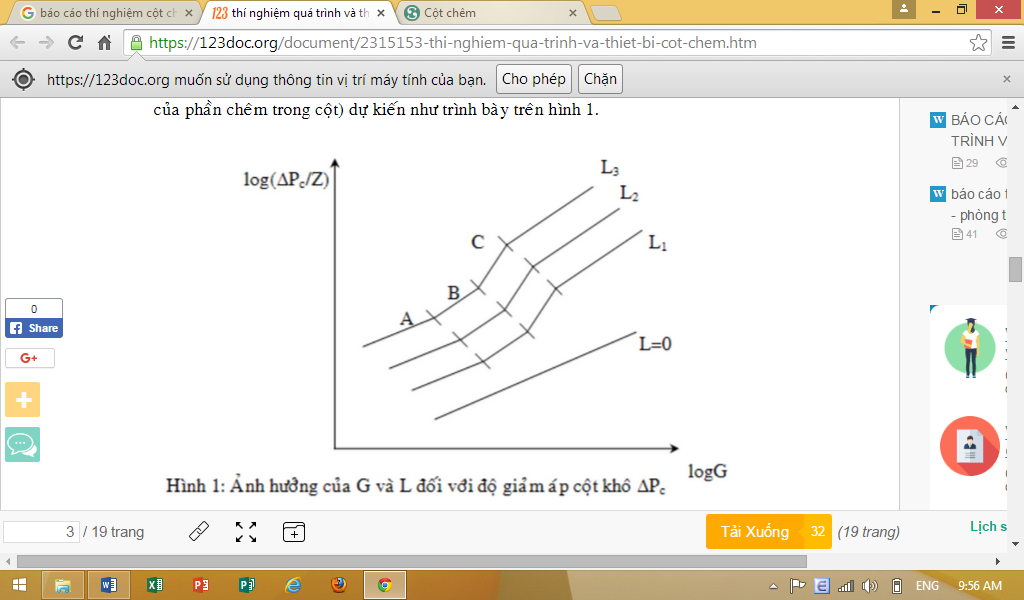 báo cáo thí nghiệm cột ch
thí nghiệm quá trình và th
Cột chêm
https://123doc.org/document/2315153-thi-nghiem-qua-trinh-va-thiet-bi-cot-chem.htm
https://123doc.org muốn sử dụng thông tin vị trí máy tính của bạn.
Cho phép
Chặn
của phần chêm trong cột) dự kiến như trình bày trên hình 1.
log(ΔPc/Z)
L3
L2
L1
C
B
A
L=0
logG
Hình 1: Ảnh hưởng của G và L đối với độ giảm áp cột khô ΔPc
0
Share
G+
W BÁO CÁ
TRÌNH V
29
W báo cáo t
- phòng t
41
3 / 19 trang
Tải Xuống 32 (19 trang)
Lịch s
ENG 9:56 AM